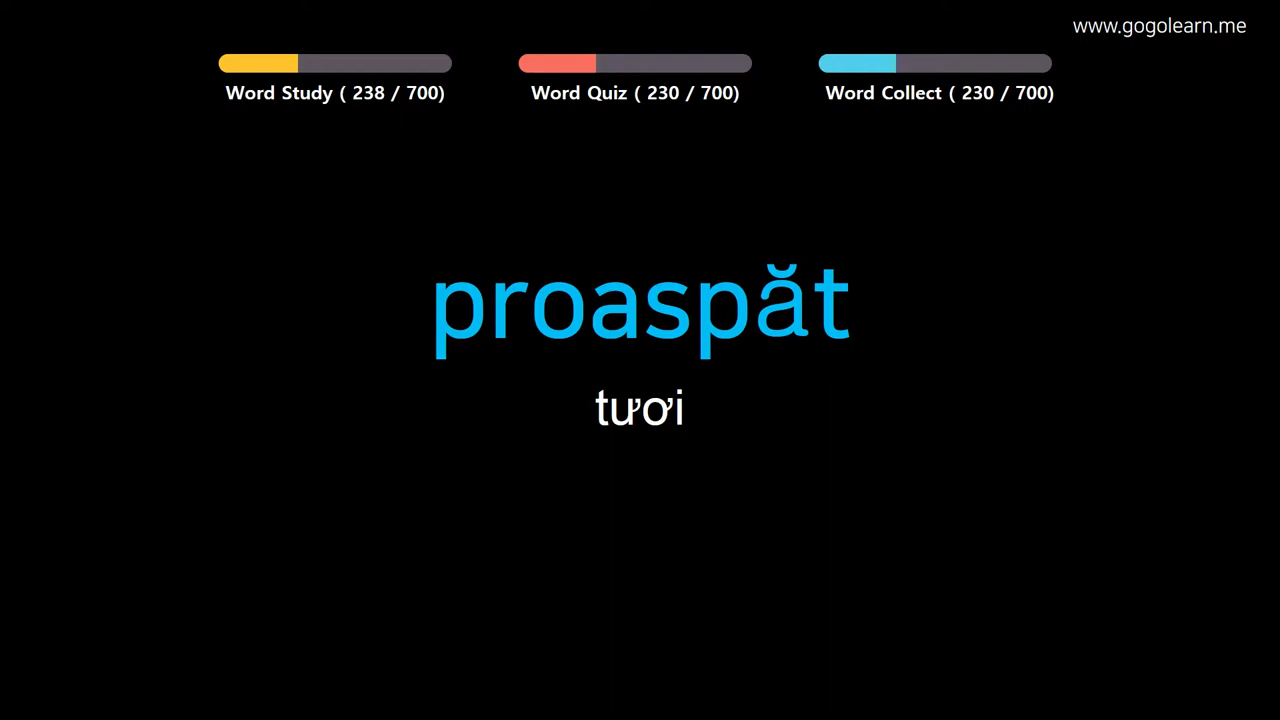 www.gogolearn.me
Word Study ( 238 / 700)
Word Quiz ( 230 / 700)
Word Collect ( 230 / 700)
proaspăt
tươi